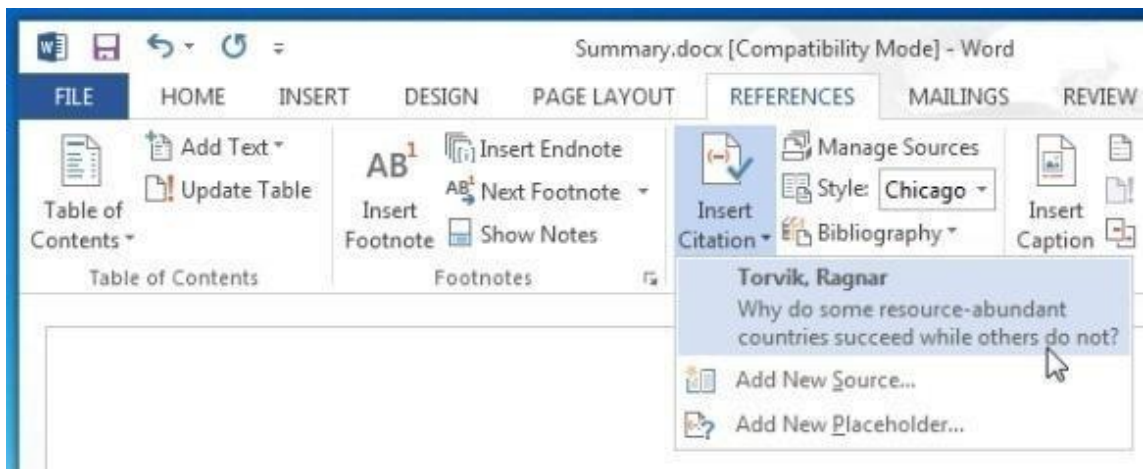 Summary.docx [Compatibility Mode] - Word
FILE HOME INSERT DESIGN PAGE LAYOUT REFERENCES MAILINGS REVIEW
Table of
Contents
Add Text
Update Table
Table of Contents
AB1
Insert
Footnote
Insert Endnote
AB1 Next Footnote
Show Notes
Footnotes
Insert
Citation
Manage Sources
Style: Chicago
Bibliography
Insert
Caption
Torvik, Ragnar
Why do some resource-abundant
countries succeed while others do not?
Add New Source...
Add New Placeholder...